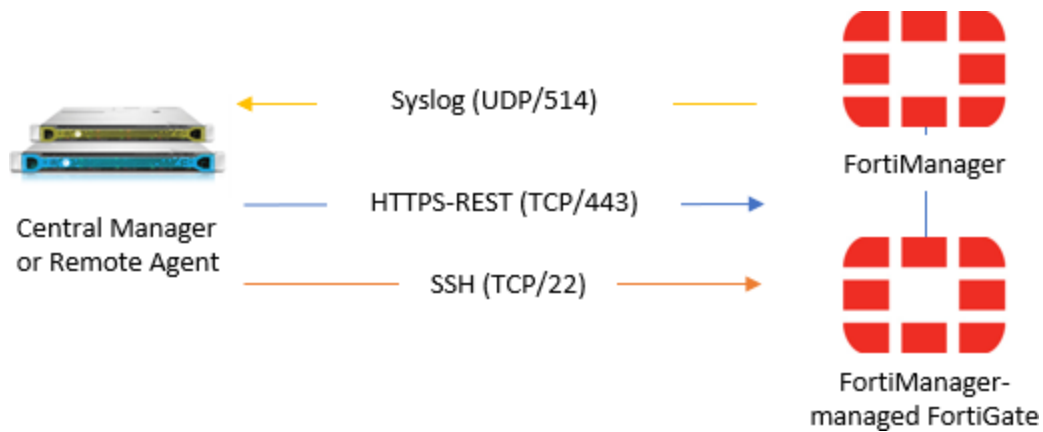 Syslog (UDP/514)
FortiManager
HTTPS-REST (TCP/443)
Central Manager
or Remote Agent
SSH (TCP/22)
FortiManager-
managed FortiGate